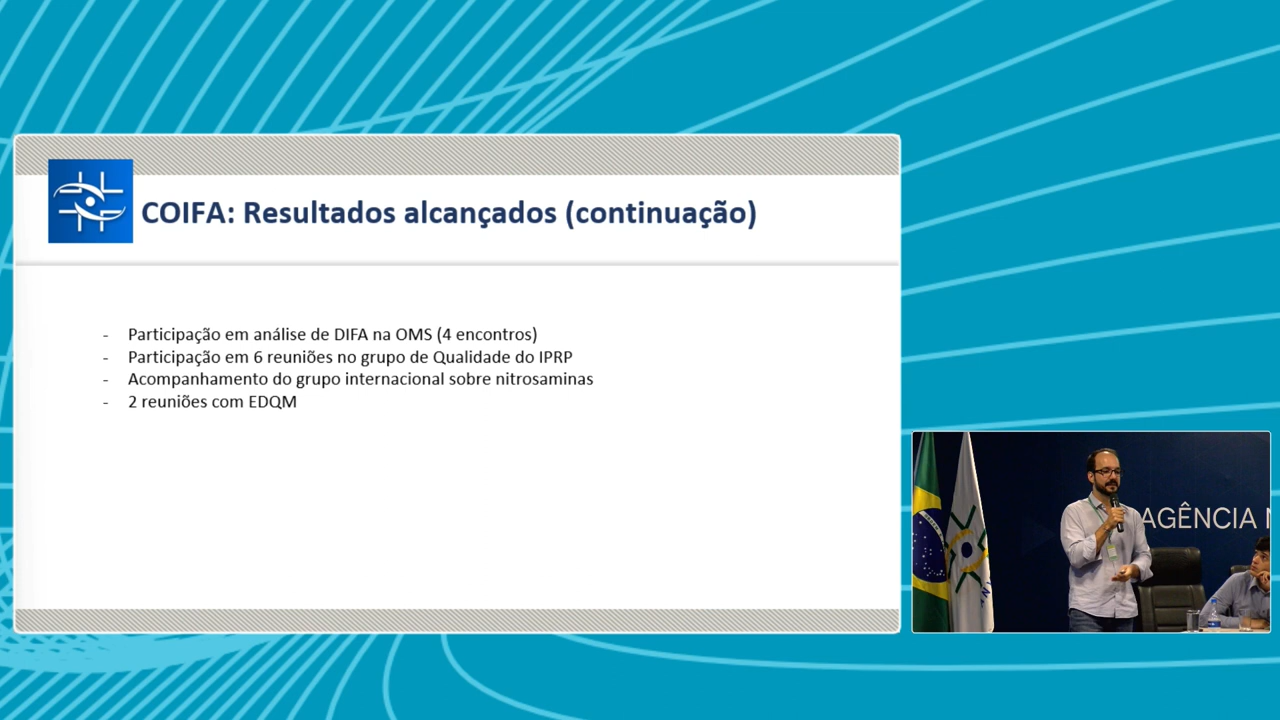 COIFA: Resultados alcançados (continuação)
- Participação em análise de DIFA na OMS (4 encontros)
- Participação em 6 reuniões no grupo de Qualidade do IPRP
- Acompanhamento do grupo internacional sobre nitrosaminas
- 2 reuniões com EDQM
AGÊNCIA